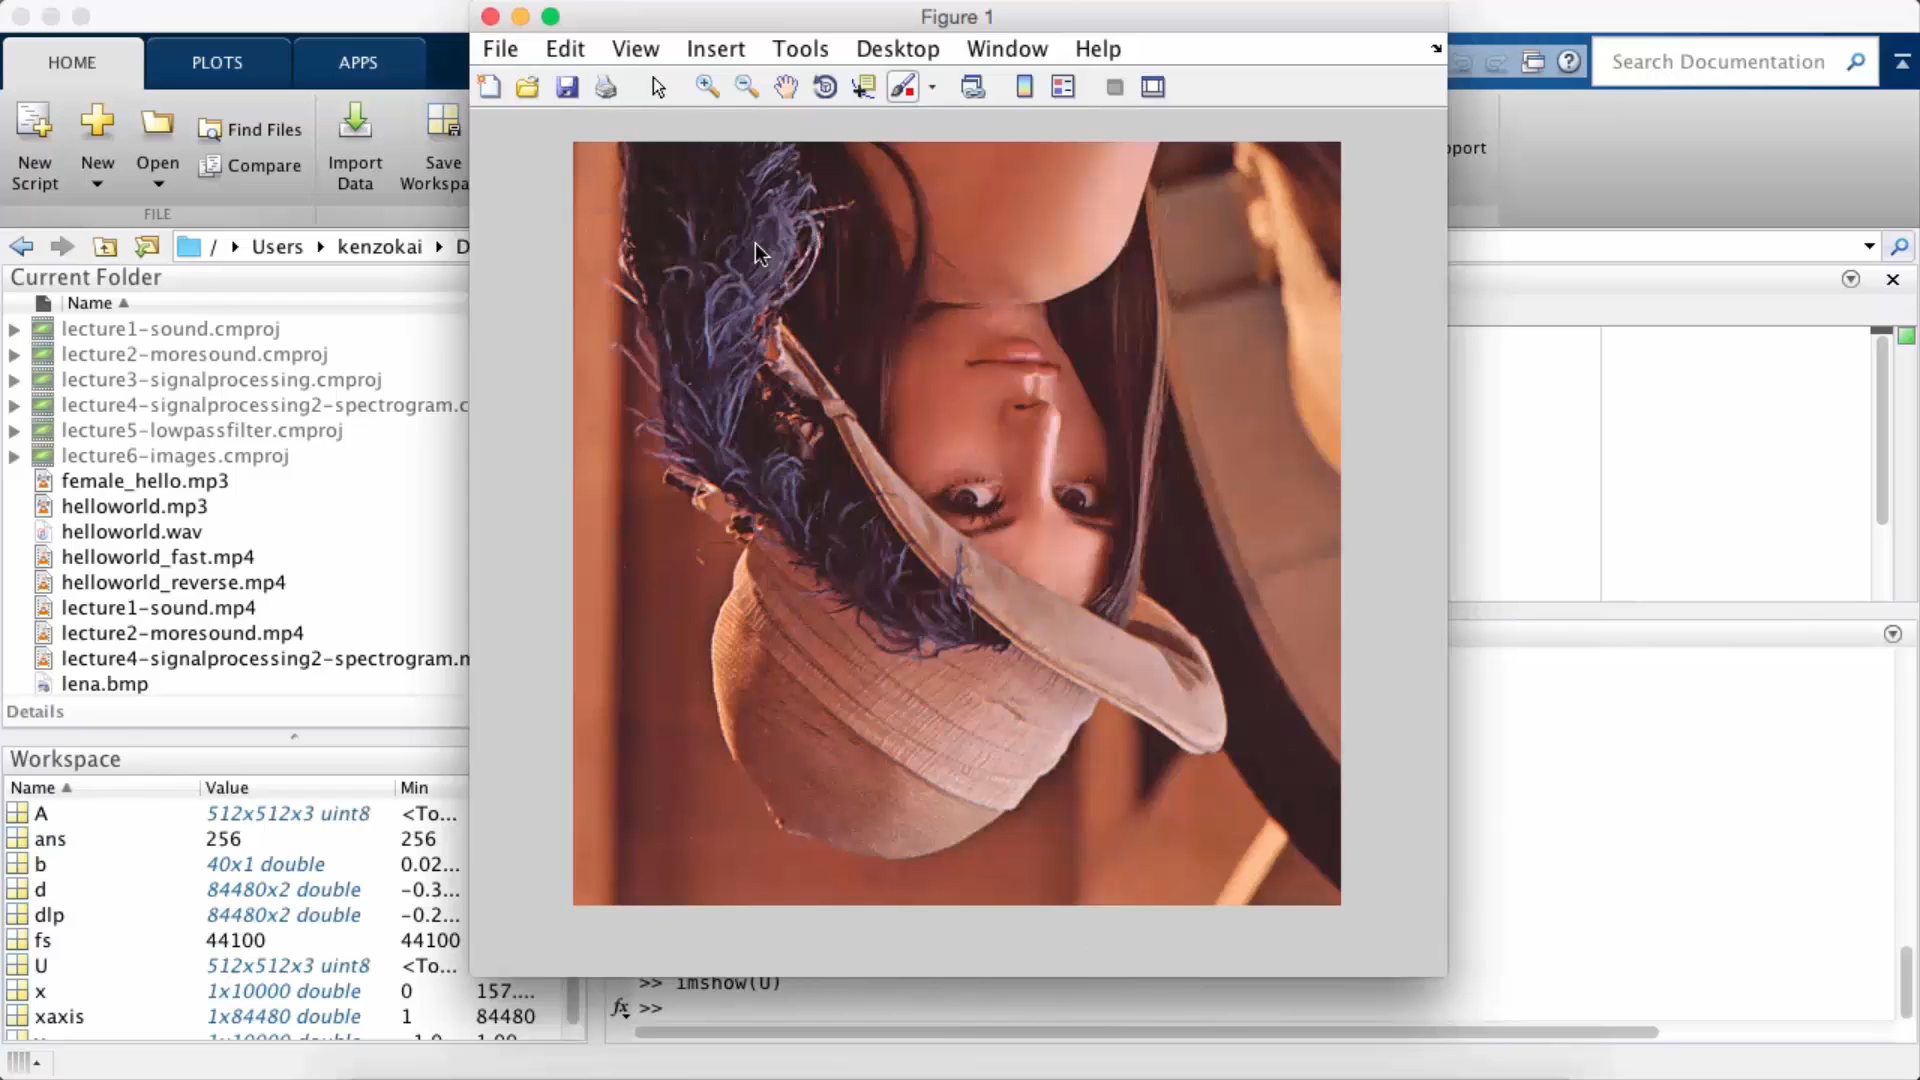 Figure 1
File Edit View Insert Tools Desktop Window Help
HOME PLOTS APPS
Search Documentation
New Script
New
Open
Find Files
Compare
Import Data
Save Workspa
port
FILE
/ Users kenzokai D
Current Folder
Name
lecture1-sound.cmproj
lecture2-moresound.cmproj
lecture3-signalprocessing.cmproj
lecture4-signalprocessing2-spectrogram.c
lecture5-lowpassfilter.cmproj
lecture6-images.cmproj
female_hello.mp3
helloworld.mp3
helloworld.wav
helloworld_fast.mp4
helloworld_reverse.mp4
lecture1-sound.mp4
lecture2-moresound.mp4
lecture4-signalprocessing2-spectrogram.m
lena.bmp
Details
Workspace
Name Value Min
A 512x512x3 uint8 <To...
ans 256 256
b 40x1 double 0.02...
d 84480x2 double -0.3...
dlp 84480x2 double -0.2...
fs 44100 44100
U 512x512x3 uint8 <To...
x 1x10000 double 0 157....
xaxis 1x84480 double 1 84480
>> imshow(U)
fx >>